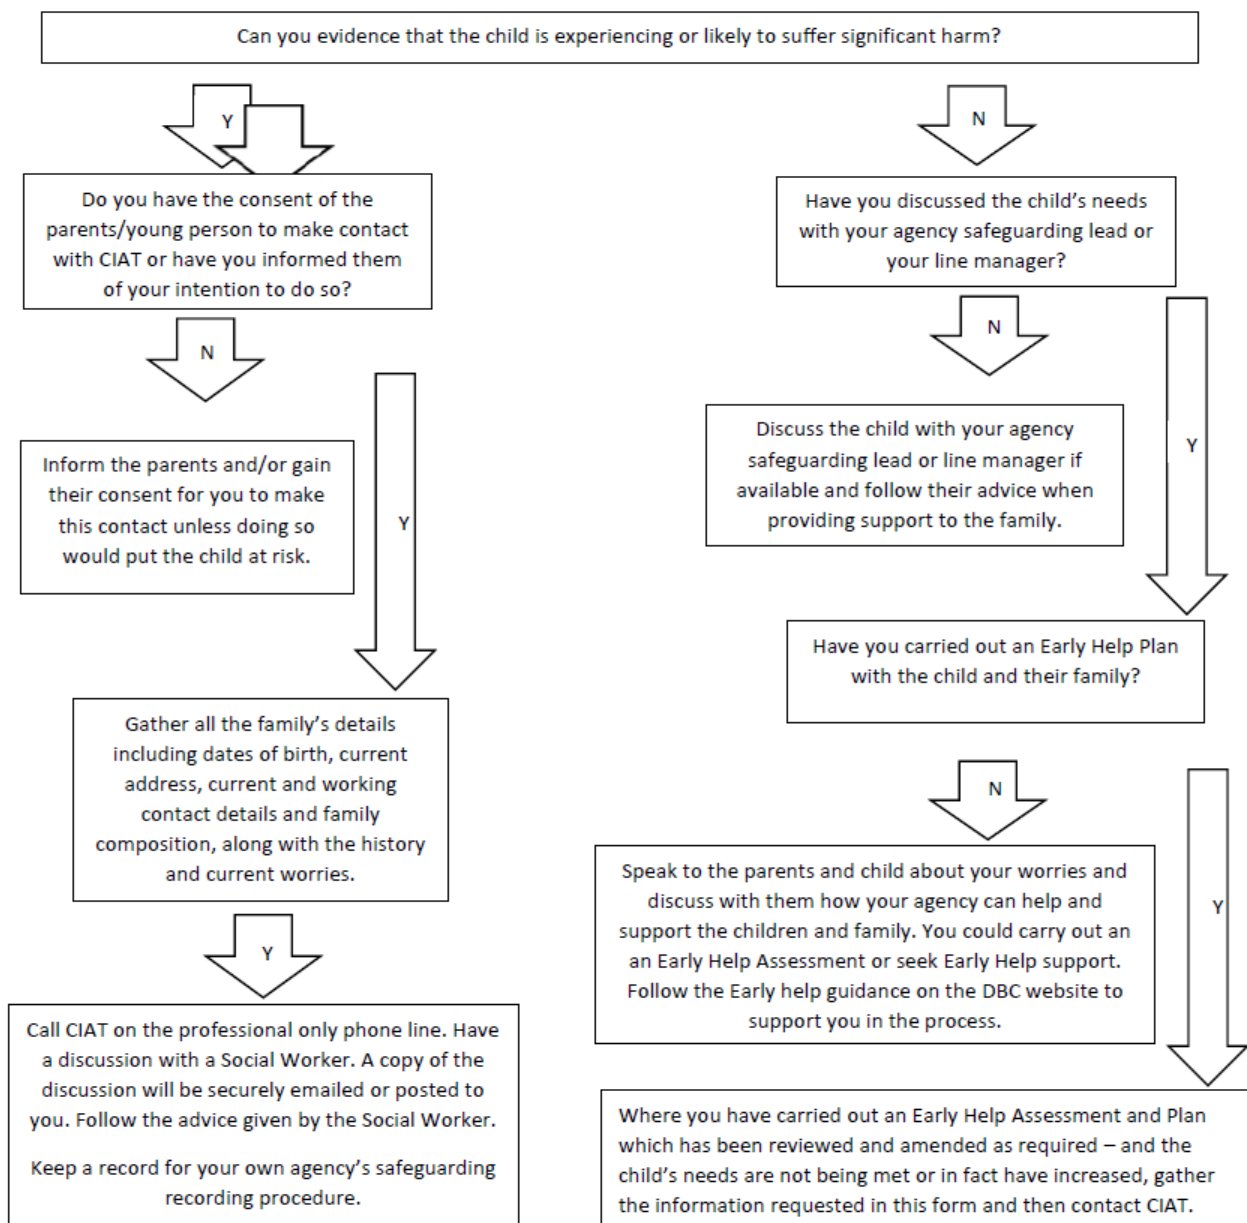 Can you evidence that the child is experiencing or likely to suffer significant harm?
Y
N
Do you have the consent of the
parents/young person to make contact
with CIAT or have you informed them
of your intention to do so?
Have you discussed the child’s needs
with your agency safeguarding lead or
your line manager?
N
N
Inform the parents and/or gain
their consent for you to make
this contact unless doing so
would put the child at risk.
Y
Discuss the child with your agency
safeguarding lead or line manager if
available and follow their advice when
providing support to the family.
Y
Have you carried out an Early Help Plan
with the child and their family?
Gather all the family’s details
including dates of birth, current
address, current and working
contact details and family
composition, along with the history
and current worries.
N
Y
Speak to the parents and child about your worries and
discuss with them how your agency can help and
support the children and family. You could carry out an
an Early Help Assessment or seek Early Help support.
Follow the Early help guidance on the DBC website to
support you in the process.
Y
Call CIAT on the professional only phone line. Have
a discussion with a Social Worker. A copy of the
discussion will be securely emailed or posted to
you. Follow the advice given by the Social Worker.
Keep a record for your own agency’s safeguarding
recording procedure.
Where you have carried out an Early Help Assessment and Plan
which has been reviewed and amended as required – and the
child’s needs are not being met or in fact have increased, gather
the information requested in this form and then contact CIAT.